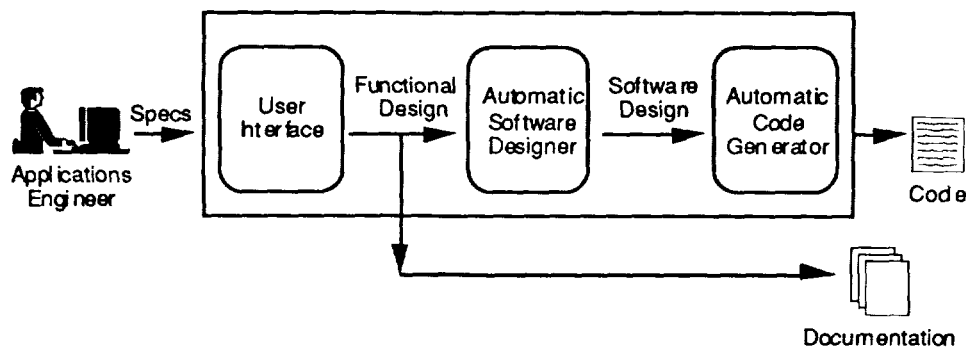 Specs
Applications
Engineer
User
Interface
Functional
Design
Automatic
Software
Designer
Software
Design
Automatic
Code
Generator
Code
Documentation